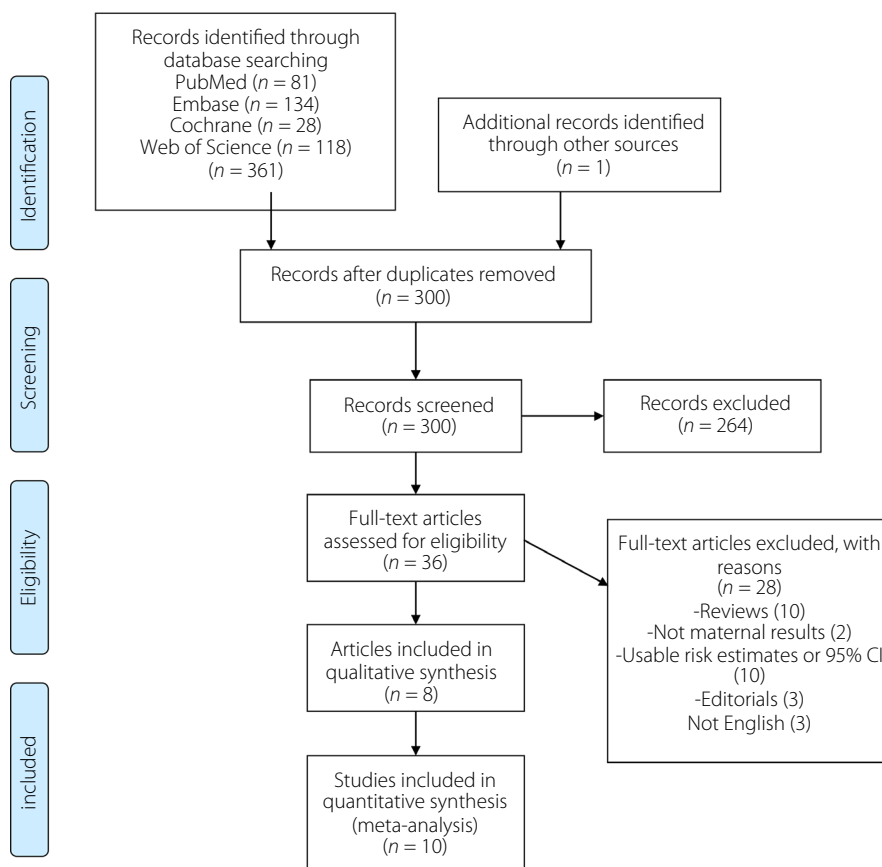 Identification
Records identified through
database searching
PubMed (n = 81)
Embase (n = 134)
Cochrane (n = 28)
Web of Science (n = 118)
(n = 361)
Additional records identified
through other sources
(n = 1)
Records after duplicates removed
(n = 300)
Screening
Records screened
(n = 300)
Records excluded
(n = 264)
Eligibility
Full-text articles
assessed for eligibility
(n = 36)
Full-text articles excluded, with
reasons
(n = 28)
-Reviews (10)
-Not maternal results (2)
-Usable risk estimates or 95% CI
(10)
-Editorials (3)
Not English (3)
Articles included in
qualitative synthesis
(n = 8)
included
Studies included in
quantitative synthesis
(meta-analysis)
(n = 10)